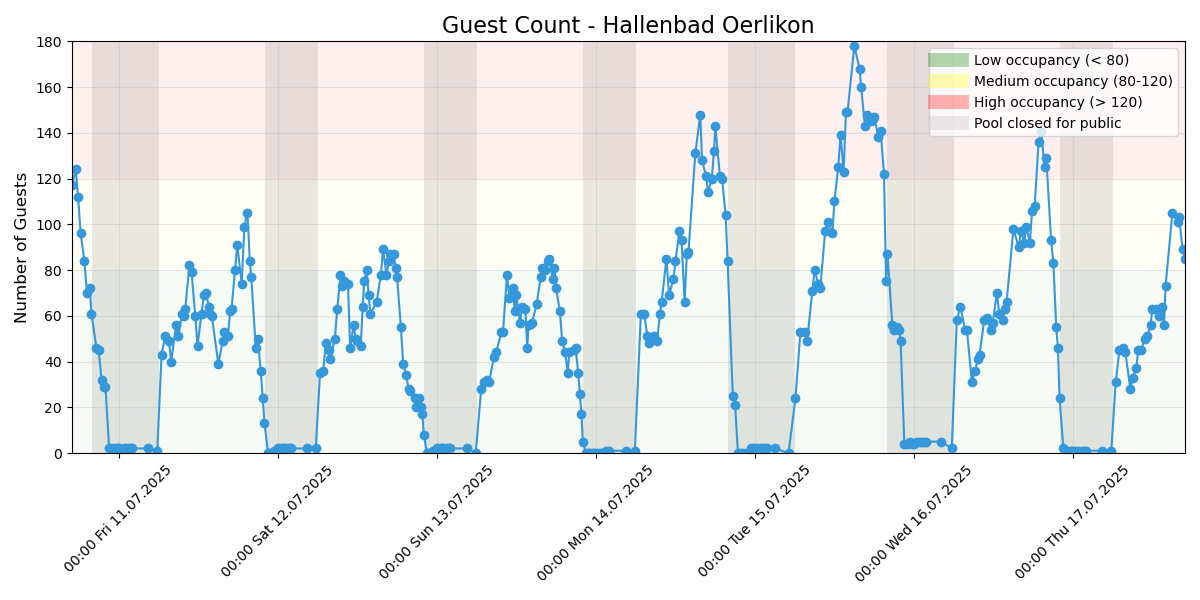 Guest Count - Hallenbad Oerlikon
Number of Guests
180
160
140
120
100
80
60
40
20
0
Low occupancy (< 80)
Medium occupancy (80-120)
High occupancy (> 120)
Pool closed for public
00:00 Fri 11.07.2025
00:00 Sat 12.07.2025
00:00 Sun 13.07.2025
00:00 Mon 14.07.2025
00:00 Tue 15.07.2025
00:00 Wed 16.07.2025
00:00 Thu 17.07.2025